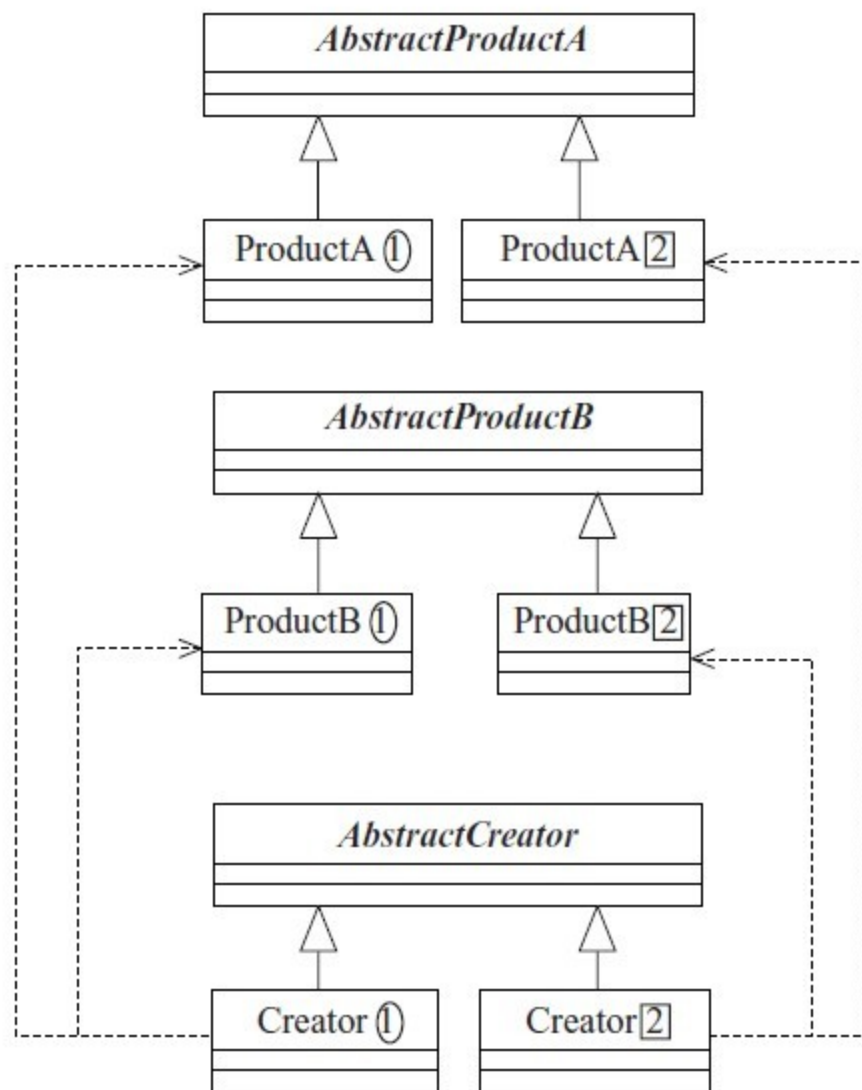 AbstractProductA
ProductA 1
ProductA 2
AbstractProductB
ProductB 1
ProductB 2
AbstractCreator
Creator 1
Creator 2